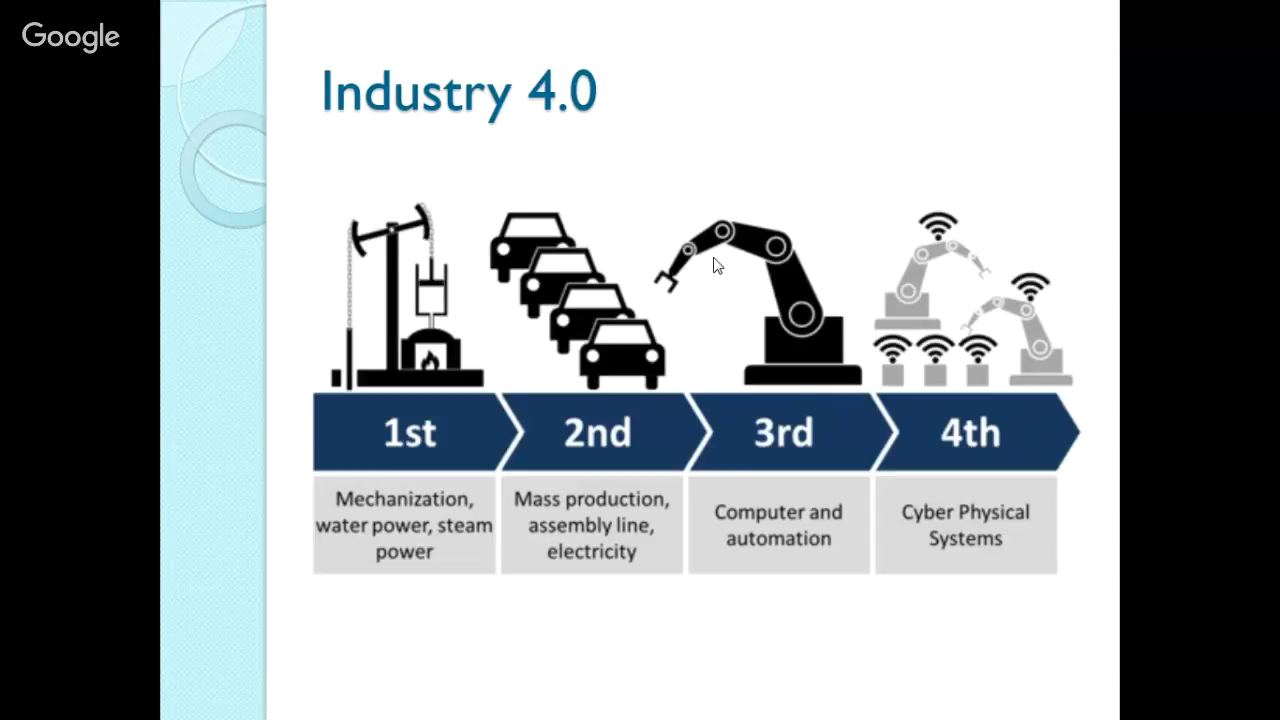 Google
Industry 4.0
1st
2nd
3rd
4th
Mechanization,
water power, steam
power
Mass production,
assembly line,
electricity
Computer and
automation
Cyber Physical
Systems